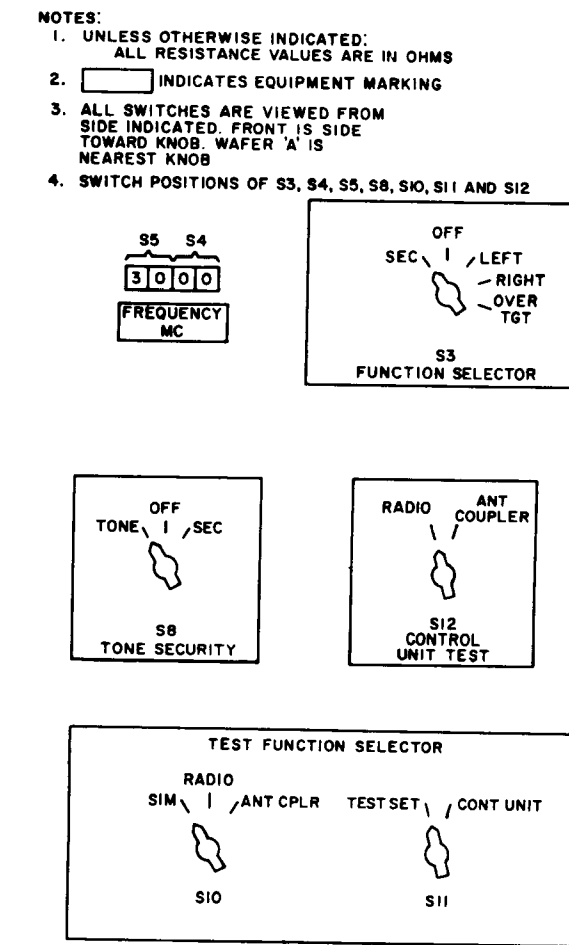 NOTES:
1. UNLESS OTHERWISE INDICATED:
ALL RESISTANCE VALUES ARE IN OHMS
2. INDICATES EQUIPMENT MARKING
3. ALL SWITCHES ARE VIEWED FROM
SIDE INDICATED. FRONT IS SIDE
TOWARD KNOB. WAFER 'A' IS
NEAREST KNOB
4. SWITCH POSITIONS OF S3, S4, S5, S8, S10, S11 AND S12
S5 S4
3 0 0 0
FREQUENCY
MC
OFF
SEC LEFT
RIGHT
OVER
TGT
S3
FUNCTION SELECTOR
OFF
TONE SEC
S8
TONE SECURITY
RADIO ANT
COUPLER
S12
CONTROL
UNIT TEST
TEST FUNCTION SELECTOR
RADIO
SIM ANT CPLR
S10
TEST SET CONT UNIT
S11